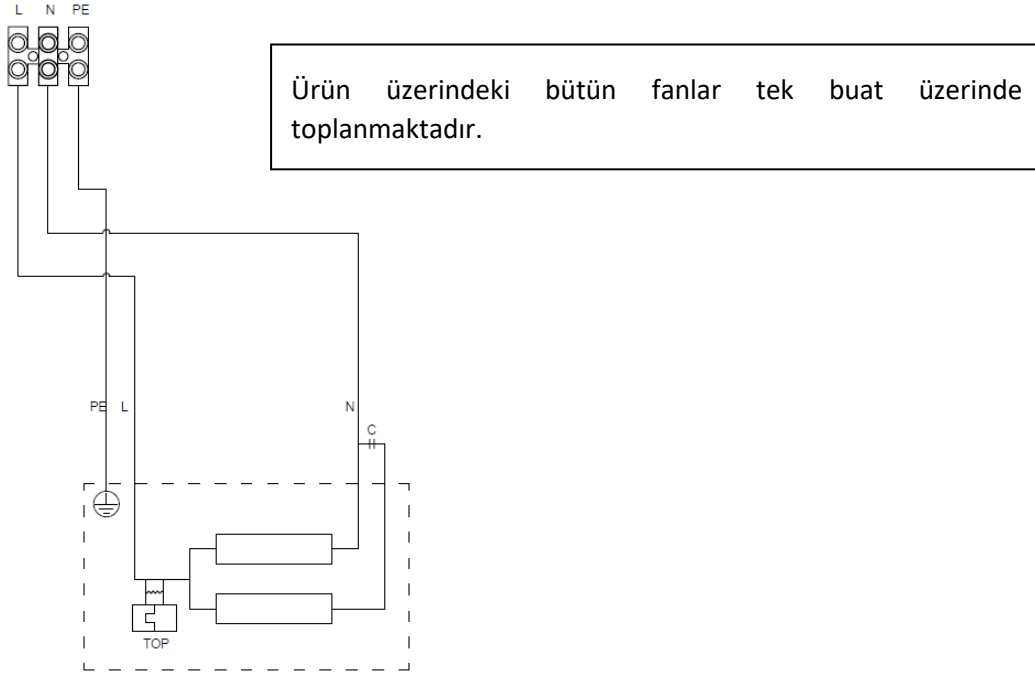 L N PE
Ürün üzerindeki bütün fanlar tek buat üzerinde
toplanmaktadır.
PE L N
C
TOP